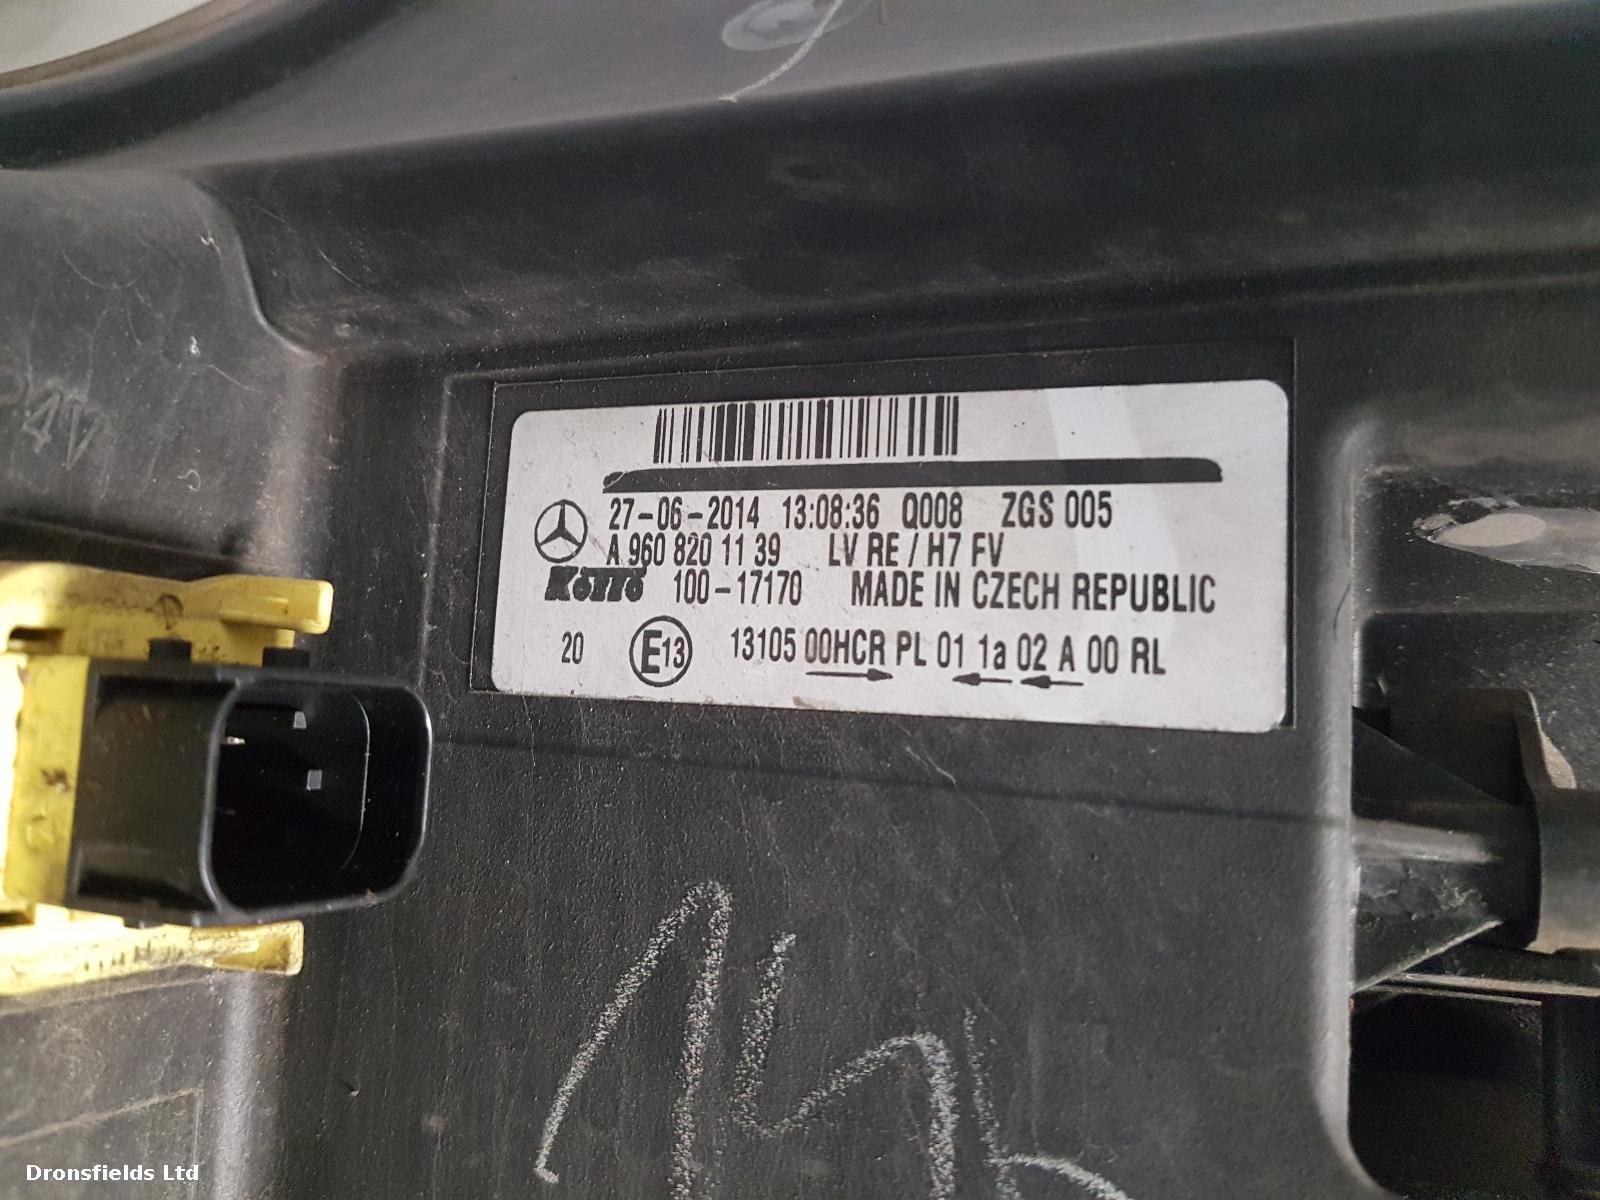 27-06-2014 13:08:36 Q008 ZGS 005
A 960 820 11 39 LV RE / H7 FV
100-17170 MADE IN CZECH REPUBLIC
20 E13 13105 00HCR PL 01 1a 02 A 00 RL
24V
Dronsfields Ltd